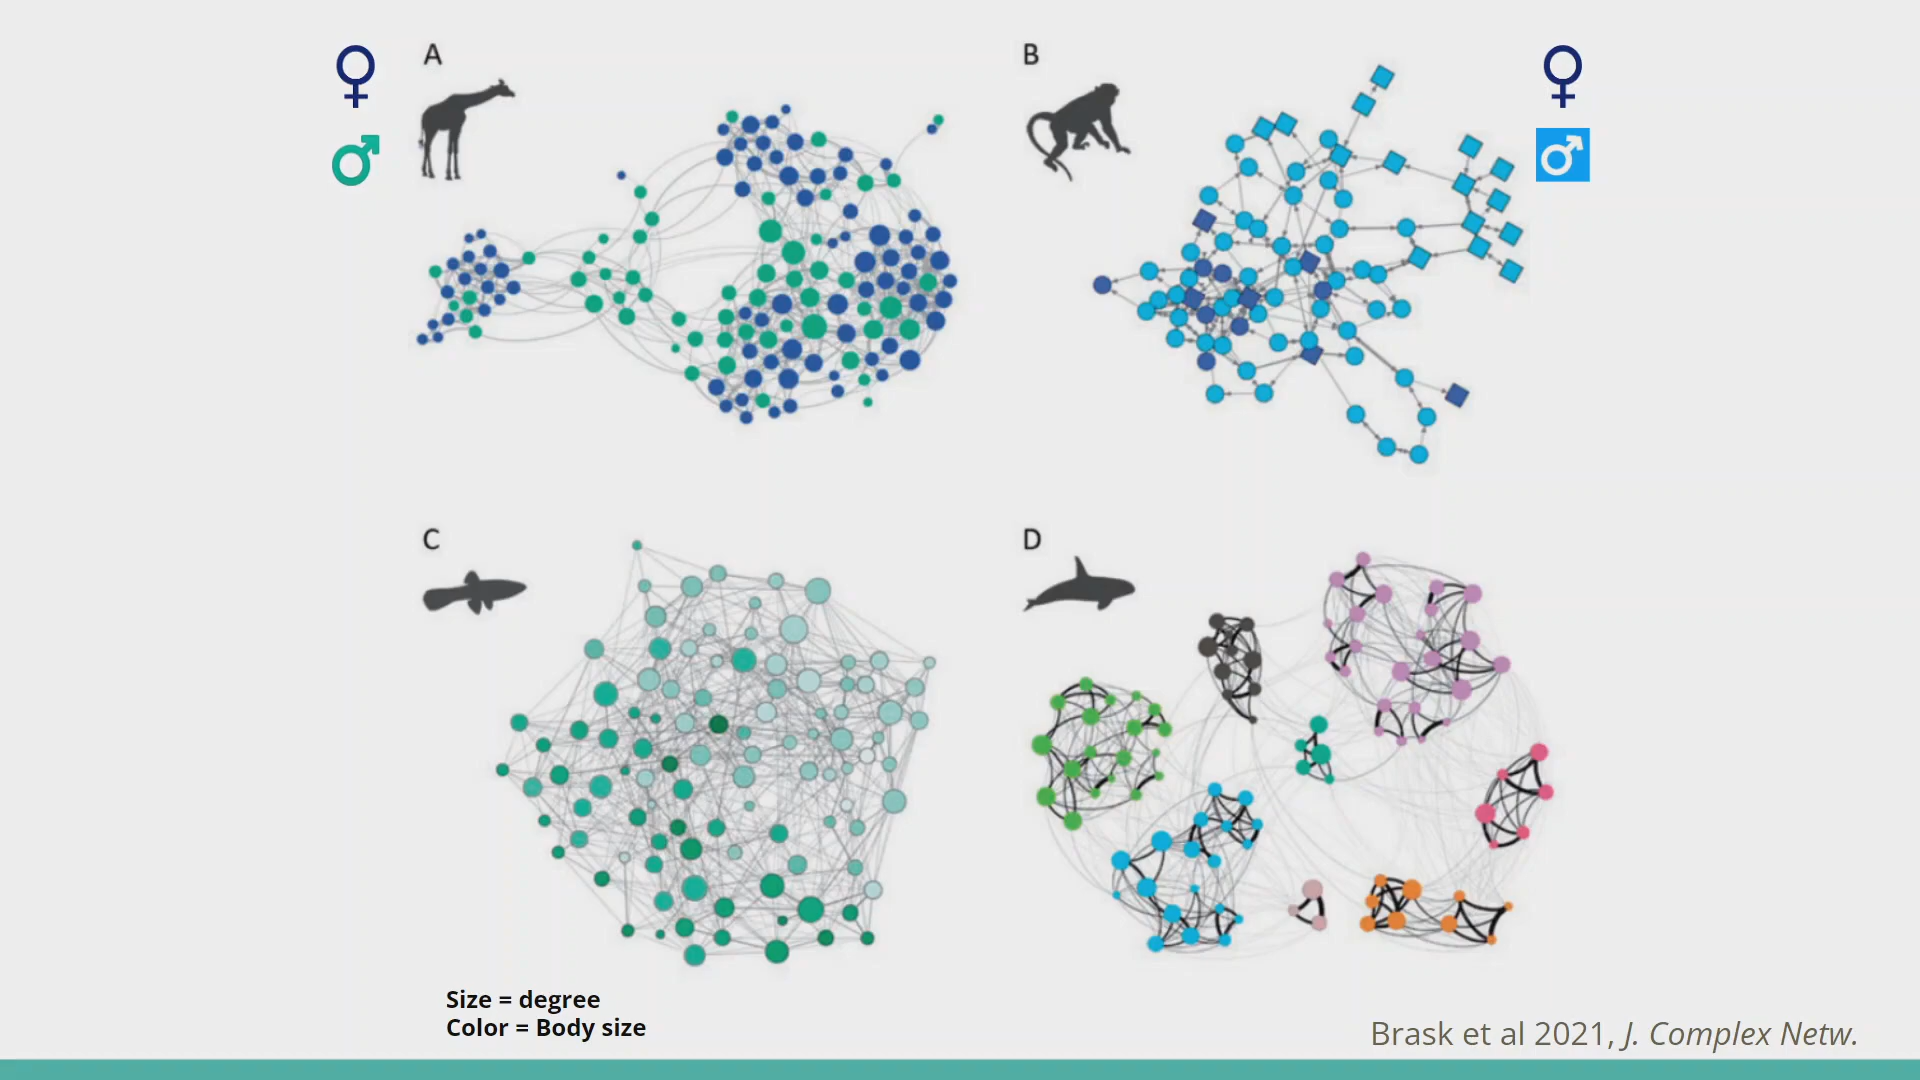 A
B
C
D
Size = degree
Color = Body size
Brask et al 2021, J. Complex Netw.